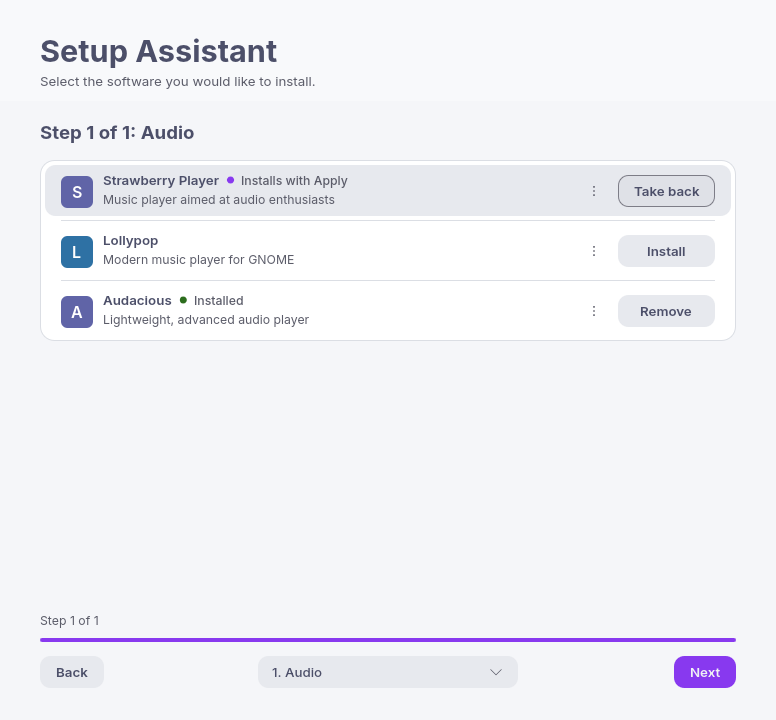 Setup Assistant
Select the software you would like to install.
Step 1 of 1: Audio
S
Strawberry Player ● Installs with Apply
Music player aimed at audio enthusiasts
Take back
L
Lollypop
Modern music player for GNOME
Install
A
Audacious ● Installed
Lightweight, advanced audio player
Remove
Step 1 of 1
Back
1. Audio
Next